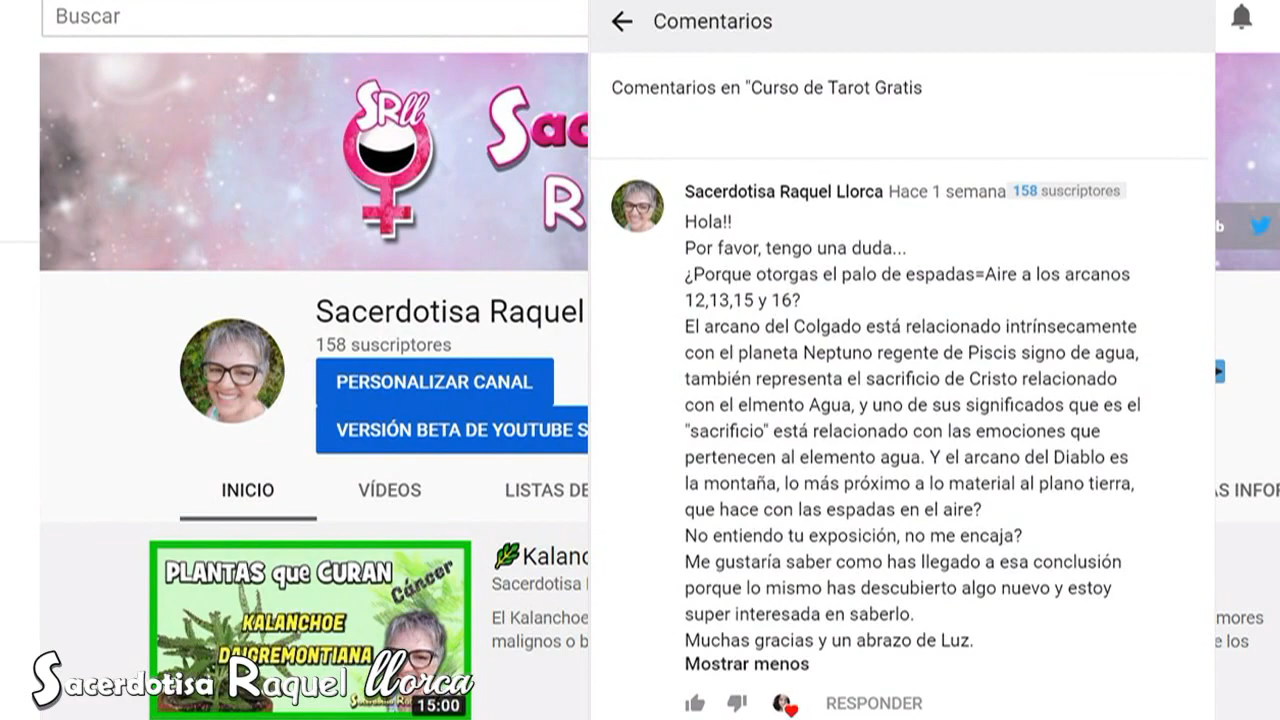 Buscar
SRll
Sac
R
Sacerdotisa Raquel
158 suscriptores
PERSONALIZAR CANAL
VERSIÓN BETA DE YOUTUBE S
INICIO
VÍDEOS
LISTAS DE
PLANTAS que CURAN
Cáncer
KALANCHOE
DAIGREMONTIANA
15:00
Kalanc
Sacerdotisa
El Kalanchoe
malignos o b
Sacerdotisa Raquel llorca
Comentarios
Comentarios en "Curso de Tarot Gratis
Sacerdotisa Raquel Llorca Hace 1 semana 158 suscriptores
Hola!!
Por favor, tengo una duda...
¿Porque otorgas el palo de espadas=Aire a los arcanos
12,13,15 y 16?
El arcano del Colgado está relacionado intrínsecamente
con el planeta Neptuno regente de Piscis signo de agua,
también representa el sacrificio de Cristo relacionado
con el elmento Agua, y uno de sus significados que es el
"sacrificio" está relacionado con las emociones que
pertenecen al elemento agua. Y el arcano del Diablo es
la montaña, lo más próximo a lo material al plano tierra,
que hace con las espadas en el aire?
No entiendo tu exposición, no me encaja?
Me gustaría saber como has llegado a esa conclusión
porque lo mismo has descubierto algo nuevo y estoy
super interesada en saberlo.
Muchas gracias y un abrazo de Luz.
Mostrar menos
RESPONDER
b
AS INFOR
mores
e los